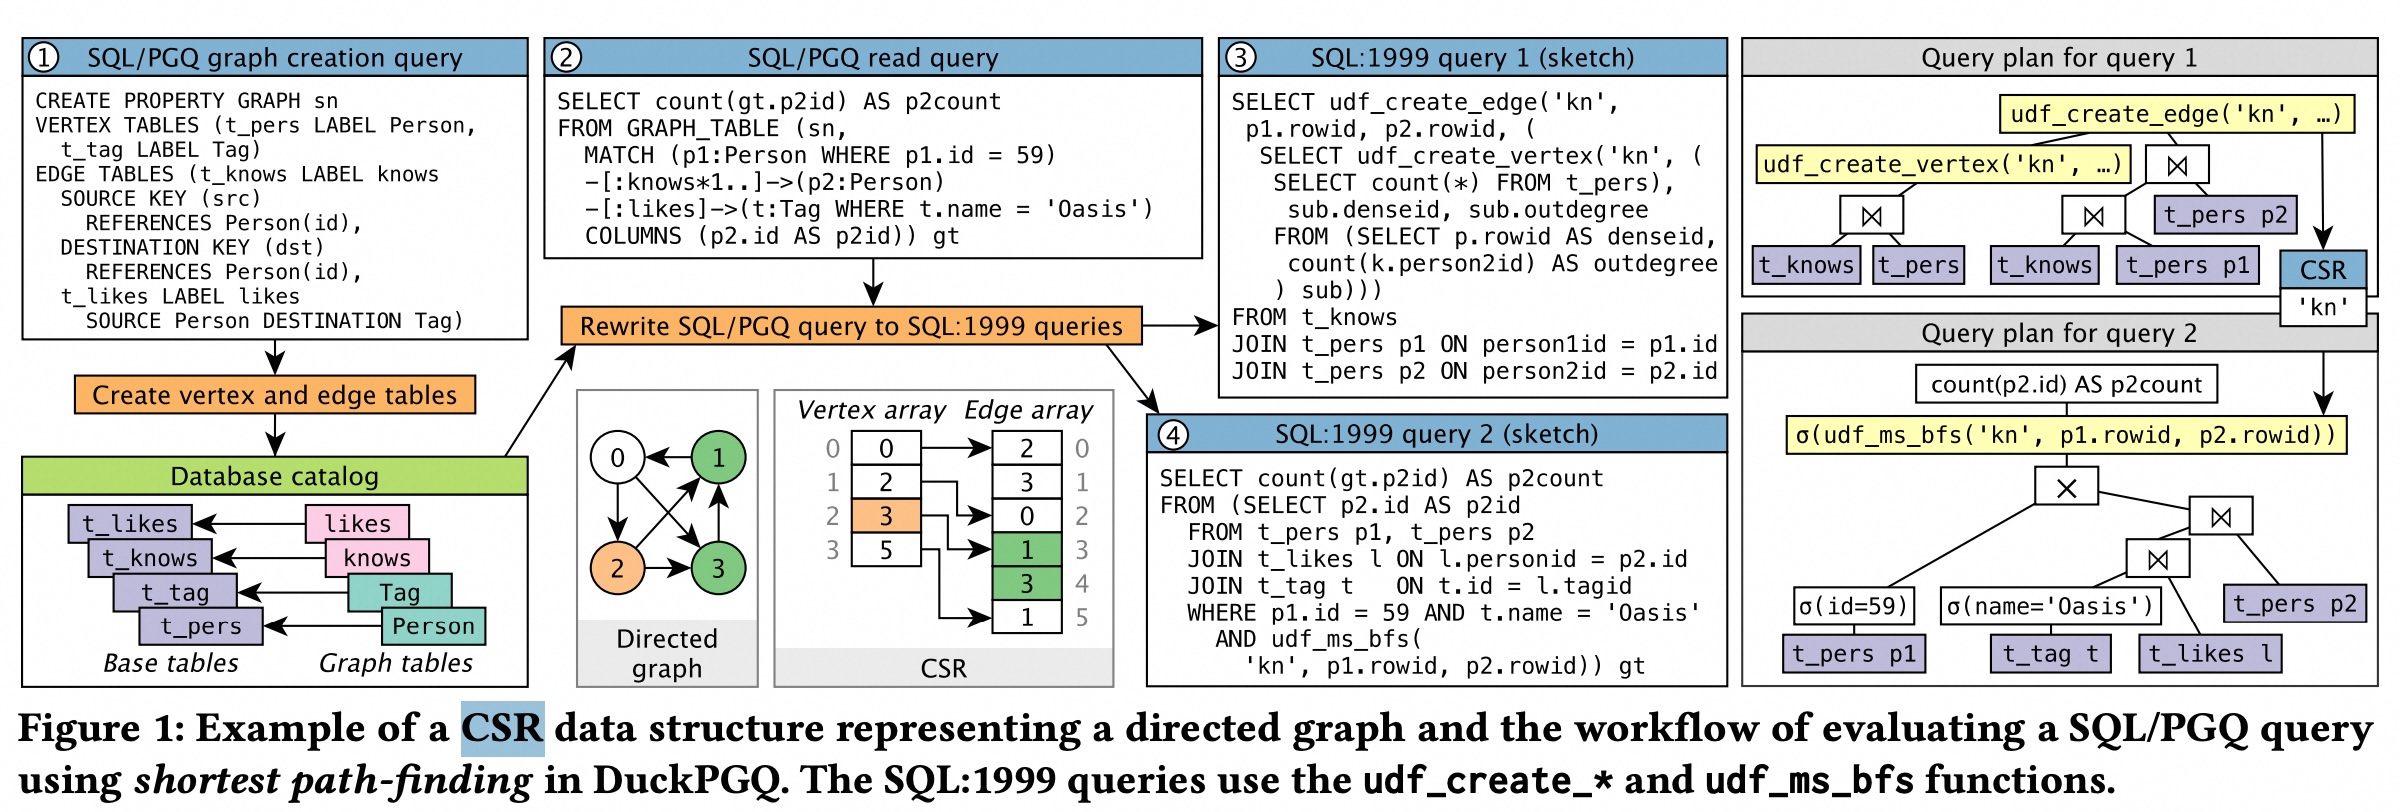 ① SQL/PGQ graph creation query
CREATE PROPERTY GRAPH sn
VERTEX TABLES (t_pers LABEL Person,
  t_tag LABEL Tag)
EDGE TABLES (t_knows LABEL knows
  SOURCE KEY (src)
    REFERENCES Person(id),
  DESTINATION KEY (dst)
    REFERENCES Person(id),
  t_likes LABEL likes
    SOURCE Person DESTINATION Tag)
Create vertex and edge tables
Database catalog
t_likes likes
t_knows knows
t_tag Tag
t_pers Person
Base tables Graph tables
② SQL/PGQ read query
SELECT count(gt.p2id) AS p2count
FROM GRAPH_TABLE (sn,
  MATCH (p1:Person WHERE p1.id = 59)
  -[:knows*1..]->(p2:Person)
  -[:likes]->(t:Tag WHERE t.name = 'Oasis')
  COLUMNS (p2.id AS p2id)) gt
Rewrite SQL/PGQ query to SQL:1999 queries
0 1
2 3
Directed
graph
Vertex array Edge array
0 0 2 0
1 2 3 1
2 3 0 2
3 5 1 3
3 4
1 5
CSR
③ SQL:1999 query 1 (sketch)
SELECT udf_create_edge('kn',
 p1.rowid, p2.rowid, (
  SELECT udf_create_vertex('kn', (
   SELECT count(*) FROM t_pers),
    sub.denseid, sub.outdegree
   FROM (SELECT p.rowid AS denseid,
    count(k.person2id) AS outdegree
   ) sub)))
FROM t_knows
JOIN t_pers p1 ON person1id = p1.id
JOIN t_pers p2 ON person2id = p2.id
④ SQL:1999 query 2 (sketch)
SELECT count(gt.p2id) AS p2count
FROM (SELECT p2.id AS p2id
  FROM t_pers p1, t_pers p2
  JOIN t_likes l ON l.personid = p2.id
  JOIN t_tag t   ON t.id = l.tagid
  WHERE p1.id = 59 AND t.name = 'Oasis'
    AND udf_ms_bfs(
      'kn', p1.rowid, p2.rowid)) gt
Query plan for query 1
udf_create_edge('kn', …)
udf_create_vertex('kn', …) ⋈
⋈ ⋈ t_pers p2
t_knows t_pers t_knows t_pers p1
CSR
'kn'
Query plan for query 2
count(p2.id) AS p2count
σ(udf_ms_bfs('kn', p1.rowid, p2.rowid))
×
⋈
⋈
σ(id=59) σ(name='Oasis') t_pers p2
t_pers p1 t_tag t t_likes l
Figure 1: Example of a CSR data structure representing a directed graph and the workflow of evaluating a SQL/PGQ query
using shortest path-finding in DuckPGQ. The SQL:1999 queries use the udf_create_* and udf_ms_bfs functions.